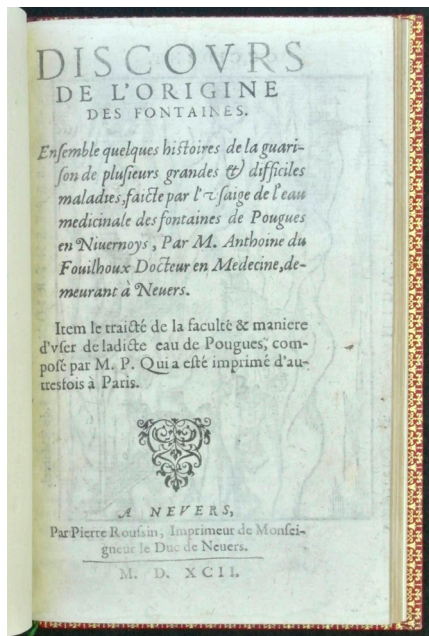 DISCOVRS
DE L'ORIGINE
DES FONTAINES.
Ensemble quelques histoires de la guari-
son de plusieurs grandes & difficiles
maladies, faicte par l'vsaige de l'eau
medicinale des fontaines de Pougues
en Niuernoys, Par M. Anthoine du
Fouilhoux Docteur en Medecine, de-
meurant à Neuers.
Item le traicté de la faculté & maniere
d'vser de ladicte eau de Pougues, com-
posé par M. P. Qui a esté imprimé d'au-
tresfois à Paris.
A NEVERS,
Par Pierre Roussin, Imprimeur de Monsei-
gneur le Duc de Neuers.
M. D. XCII.